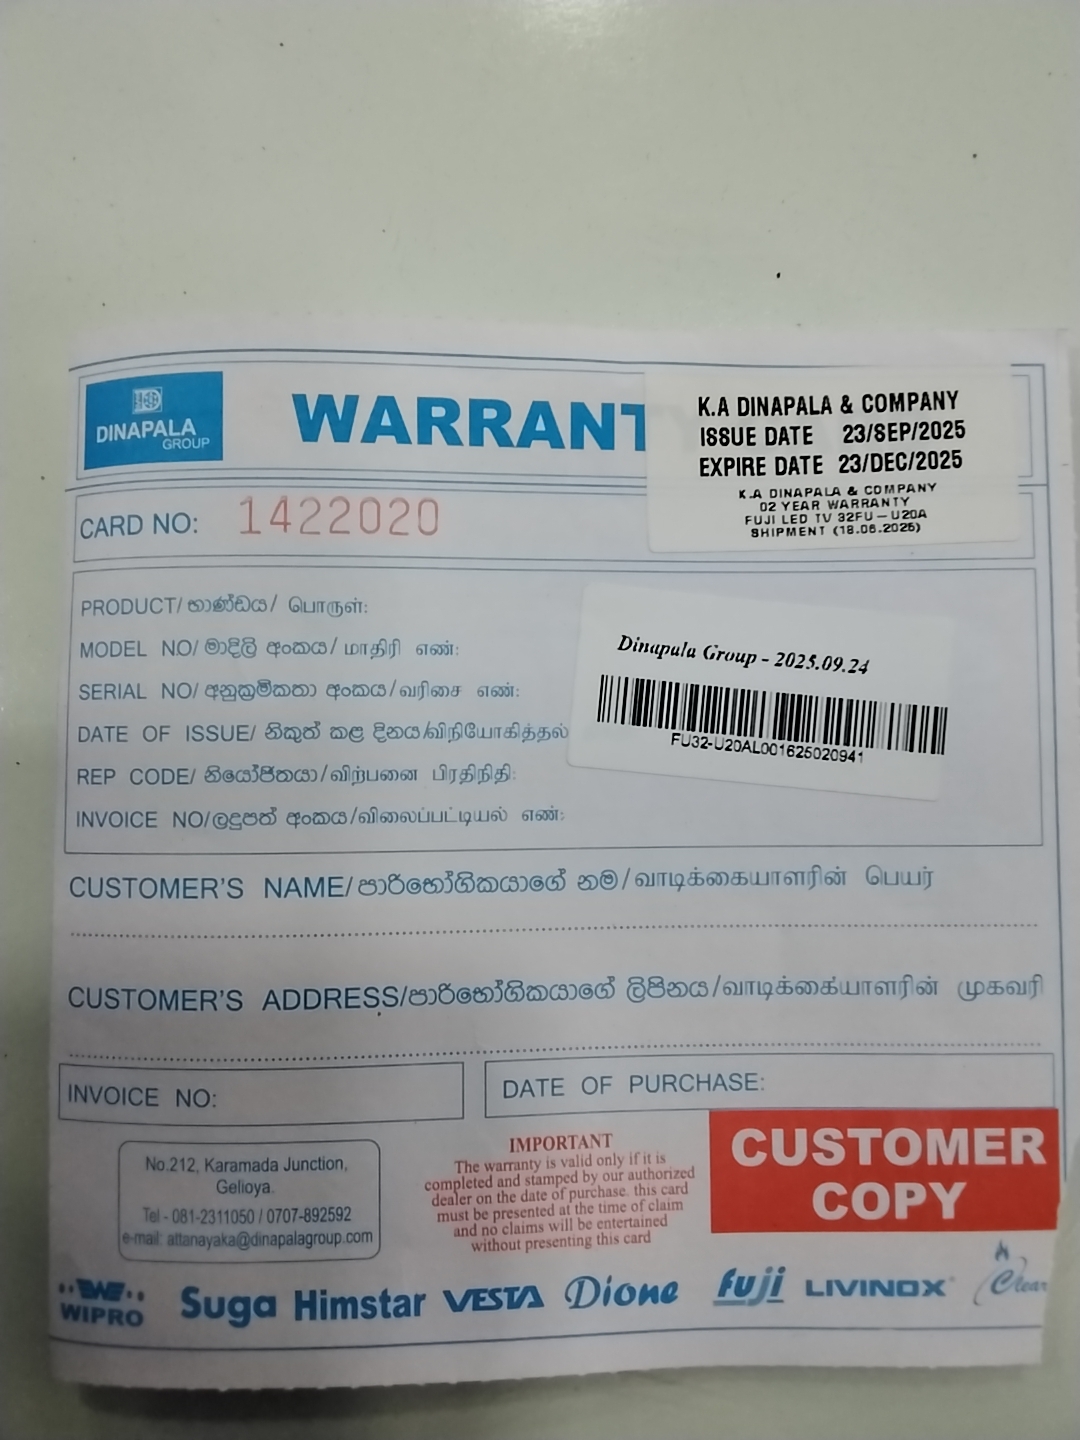 DINAPALA
GROUP
WARRANT
K.A DINAPALA & COMPANY
ISSUE DATE 23/SEP/2025
EXPIRE DATE 23/DEC/2025
K.A DINAPALA & COMPANY
02 YEAR WARRANTY
FUJI LED TV 32FU-U20A
SHIPMENT (18.06.2025)
CARD NO: 1422020
PRODUCT/භාණ්ඩය/ பொருள்:
MODEL NO/මාදිලි අංකය/மாதிரி எண்:
SERIAL NO/අනුක්‍රමිකතා අංකය/வரிசை எண்:
DATE OF ISSUE/ නිකුත් කළ දිනය/விநியோகித்தல்
REP CODE/නියෝජිතයා/விற்பனை பிரதிநிதி:
INVOICE NO/ලදුපත් අංකය/விலைப்பட்டியல் எண்:
Dinapala Group - 2025.09.24
FU32-U20AL001625020941
CUSTOMER'S NAME/පාරිභෝගිකයාගේ නම/வாடிக்கையாளரின் பெயர்
CUSTOMER'S ADDRESS/පාරිභෝගිකයාගේ ලිපිනය/வாடிக்கையாளரின் முகவரி
INVOICE NO:
DATE OF PURCHASE:
No.212, Karamada Junction,
Gelioya.
Tel - 081-2311050 / 0707-892592
e-mail: attanayaka@dinapalagroup.com
IMPORTANT
The warranty is valid only if it is
completed and stamped by our authorized
dealer on the date of purchase. this card
must be presented at the time of claim
and no claims will be entertained
without presenting this card
CUSTOMER
COPY
WIPRO Suga Himstar VESTA Dione fuji LIVINOX Clear